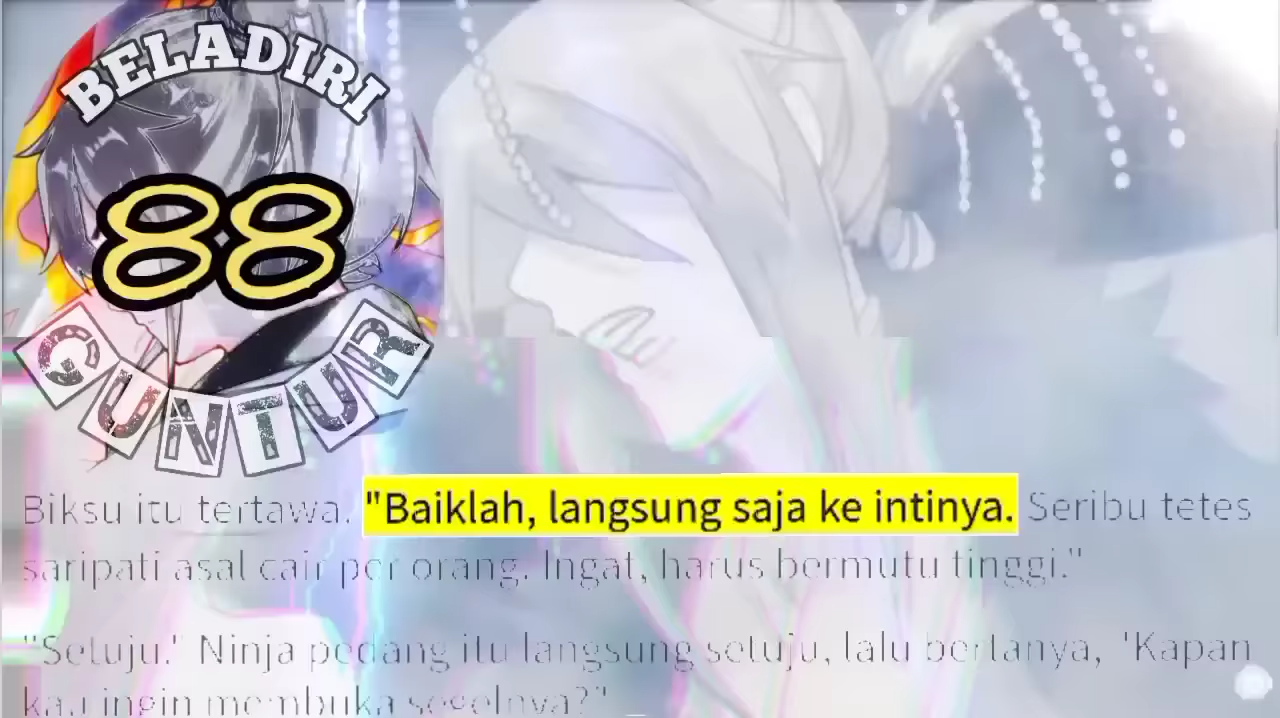 BELADIRI
88
GUNTUR
Biksu itu tertawa. "Baiklah, langsung saja ke intinya. Seribu tetes
saripati asal cair per orang. Ingat, harus bermutu tinggi."
"Setuju." Ninja pedang itu langsung setuju, lalu bertanya, "Kapan
kau ingin membuka segelnya?"